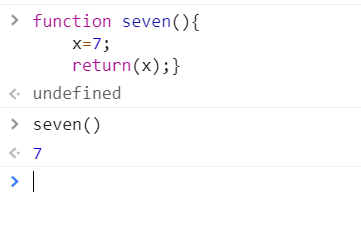 function seven(){
x=7;
return(x);}
undefined
seven()
7